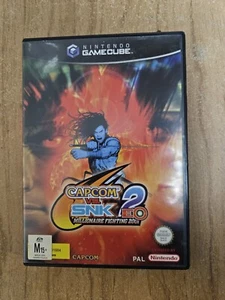 NINTENDO
GAMECUBE
CAPCOM
VS.
SNK 2 EO
MILLIONAIRE FIGHTING 2001
M15+
CAPCOM
PAL
Nintendo